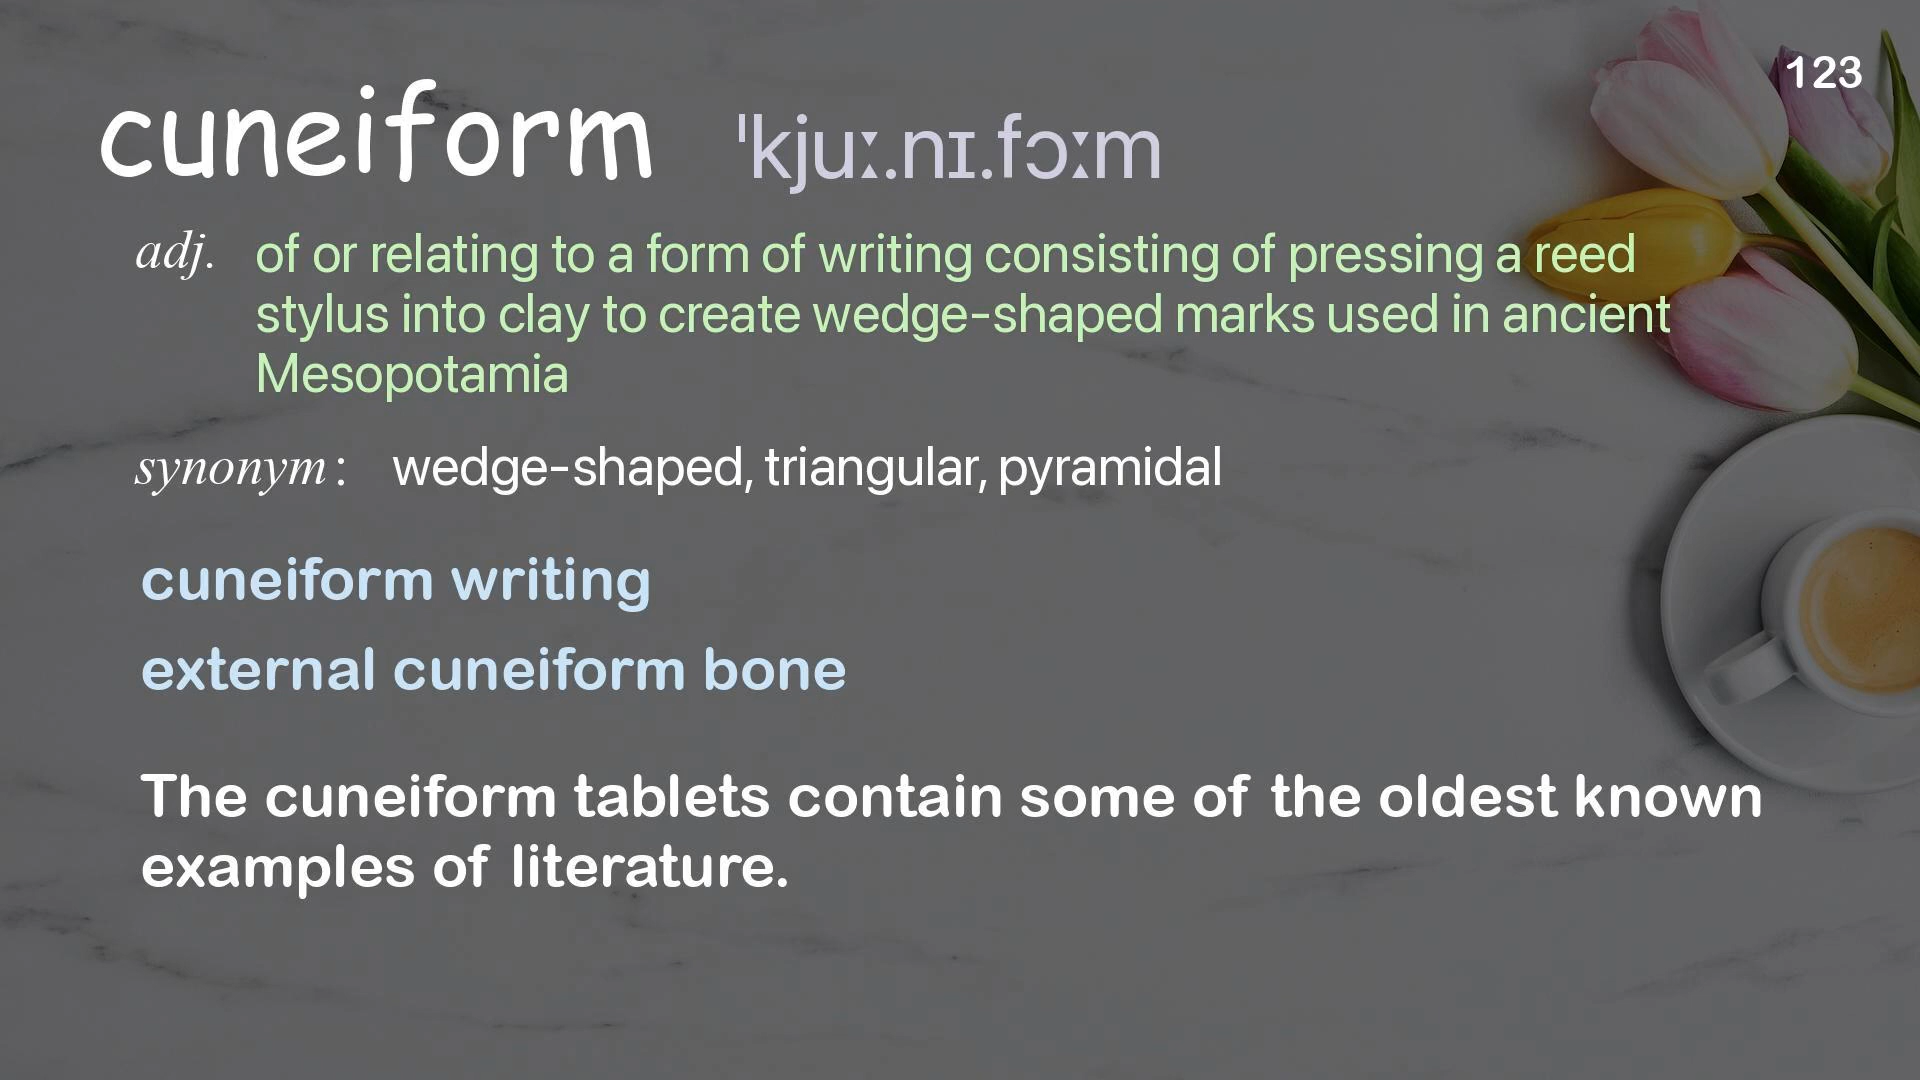 123
cuneiform ˈkjuː.nɪ.fɔːm
adj. of or relating to a form of writing consisting of pressing a reed
stylus into clay to create wedge-shaped marks used in ancient
Mesopotamia
synonym: wedge-shaped, triangular, pyramidal
cuneiform writing
external cuneiform bone
The cuneiform tablets contain some of the oldest known
examples of literature.